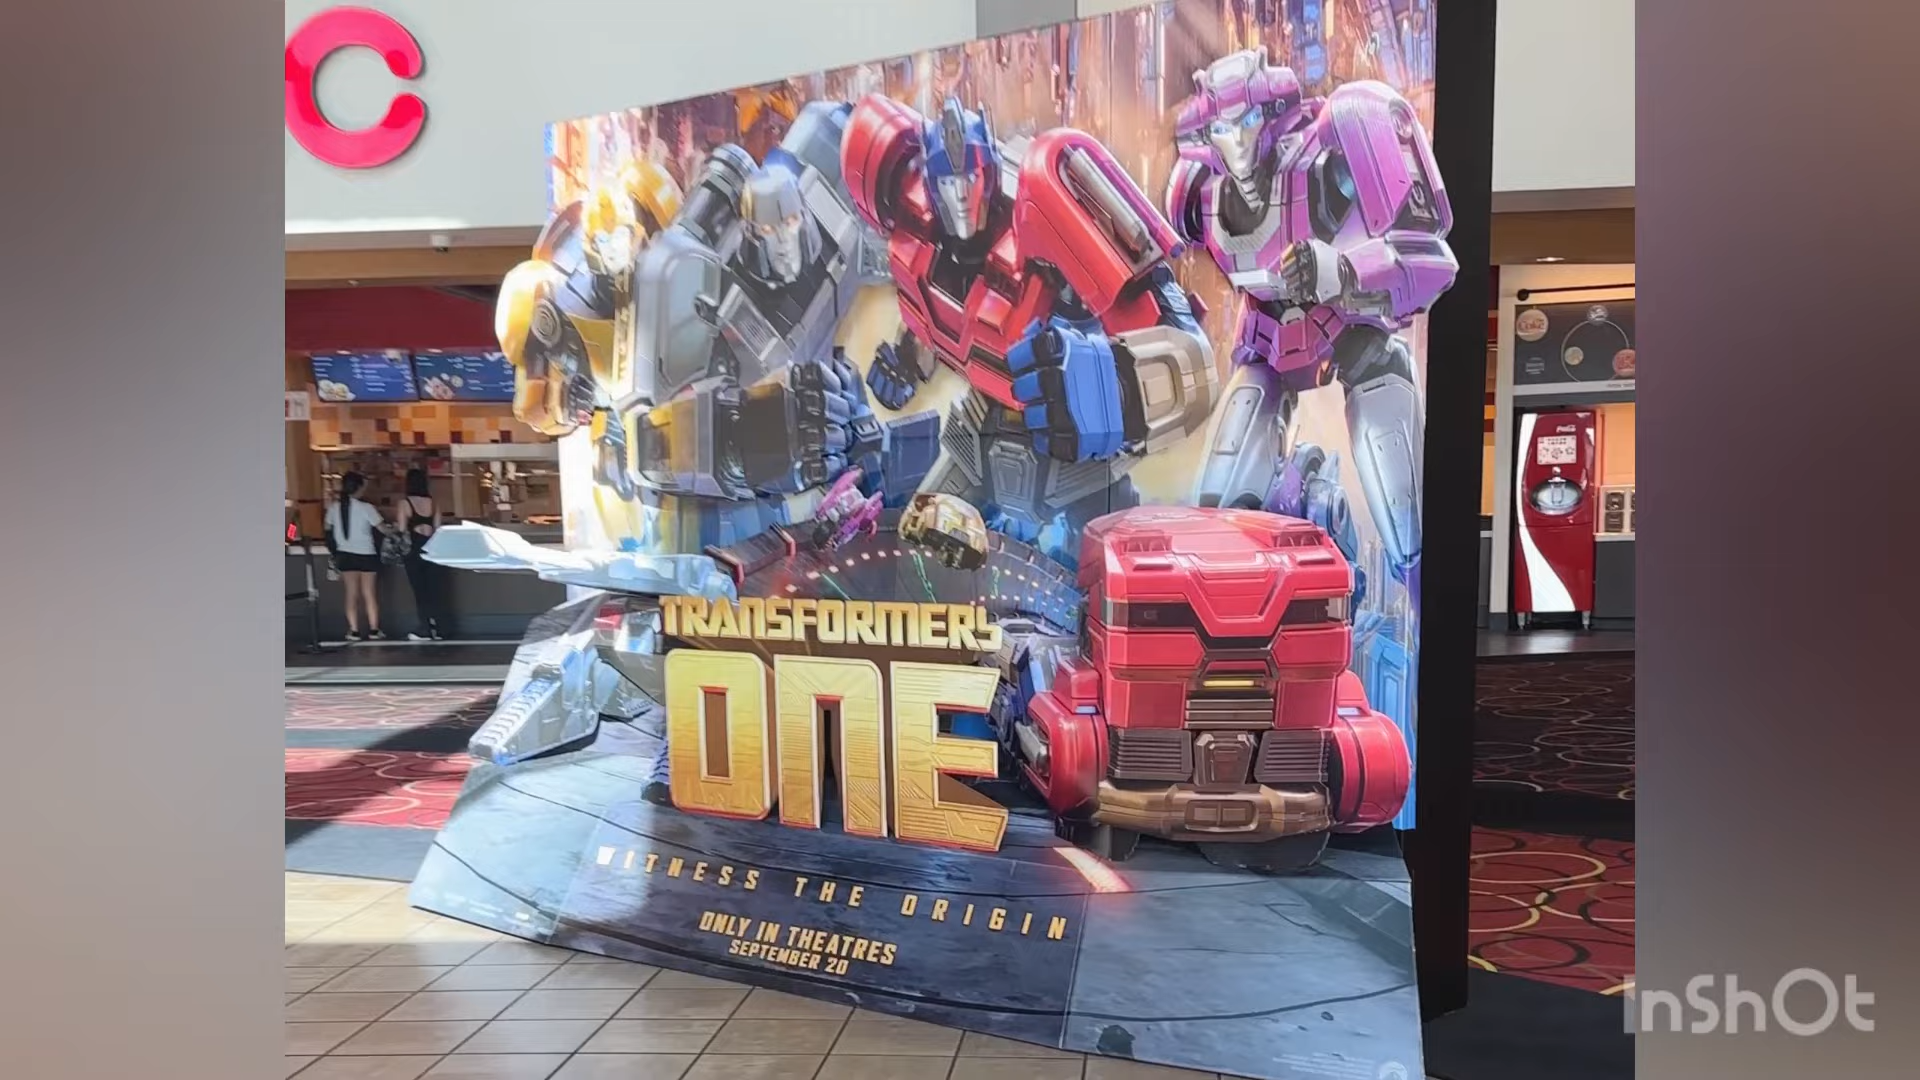 C
TRANSFORMERS
ONE
WITNESS THE ORIGIN
ONLY IN THEATRES
SEPTEMBER 20
InShOt